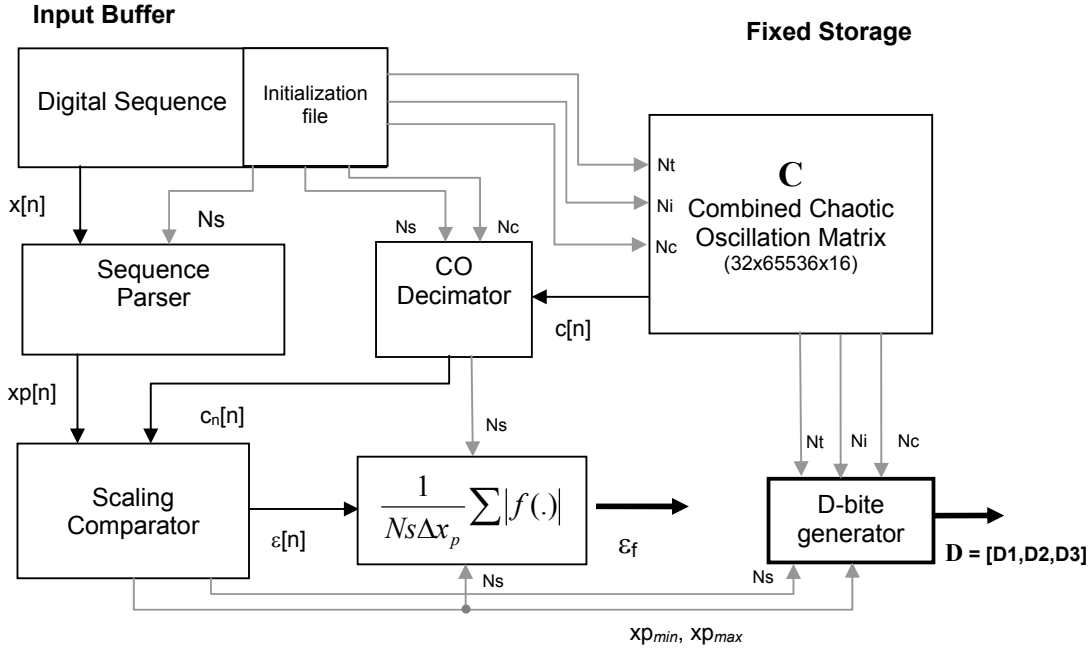 Input Buffer
Fixed Storage
Digital Sequence
Initialization
file
x[n]
Ns
Ns
Nc
Nt
Ni
Nc
C
Combined Chaotic
Oscillation Matrix
(32x65536x16)
Sequence
Parser
CO
Decimator
c[n]
xp[n]
cₙ[n]
Ns
Nt
Ni
Nc
Scaling
Comparator
ε[n]
1
NsΔxₚ
∑|f(.)|
εf
D-bite
generator
D = [D1,D2,D3]
Ns
Ns
xpmin, xpmax